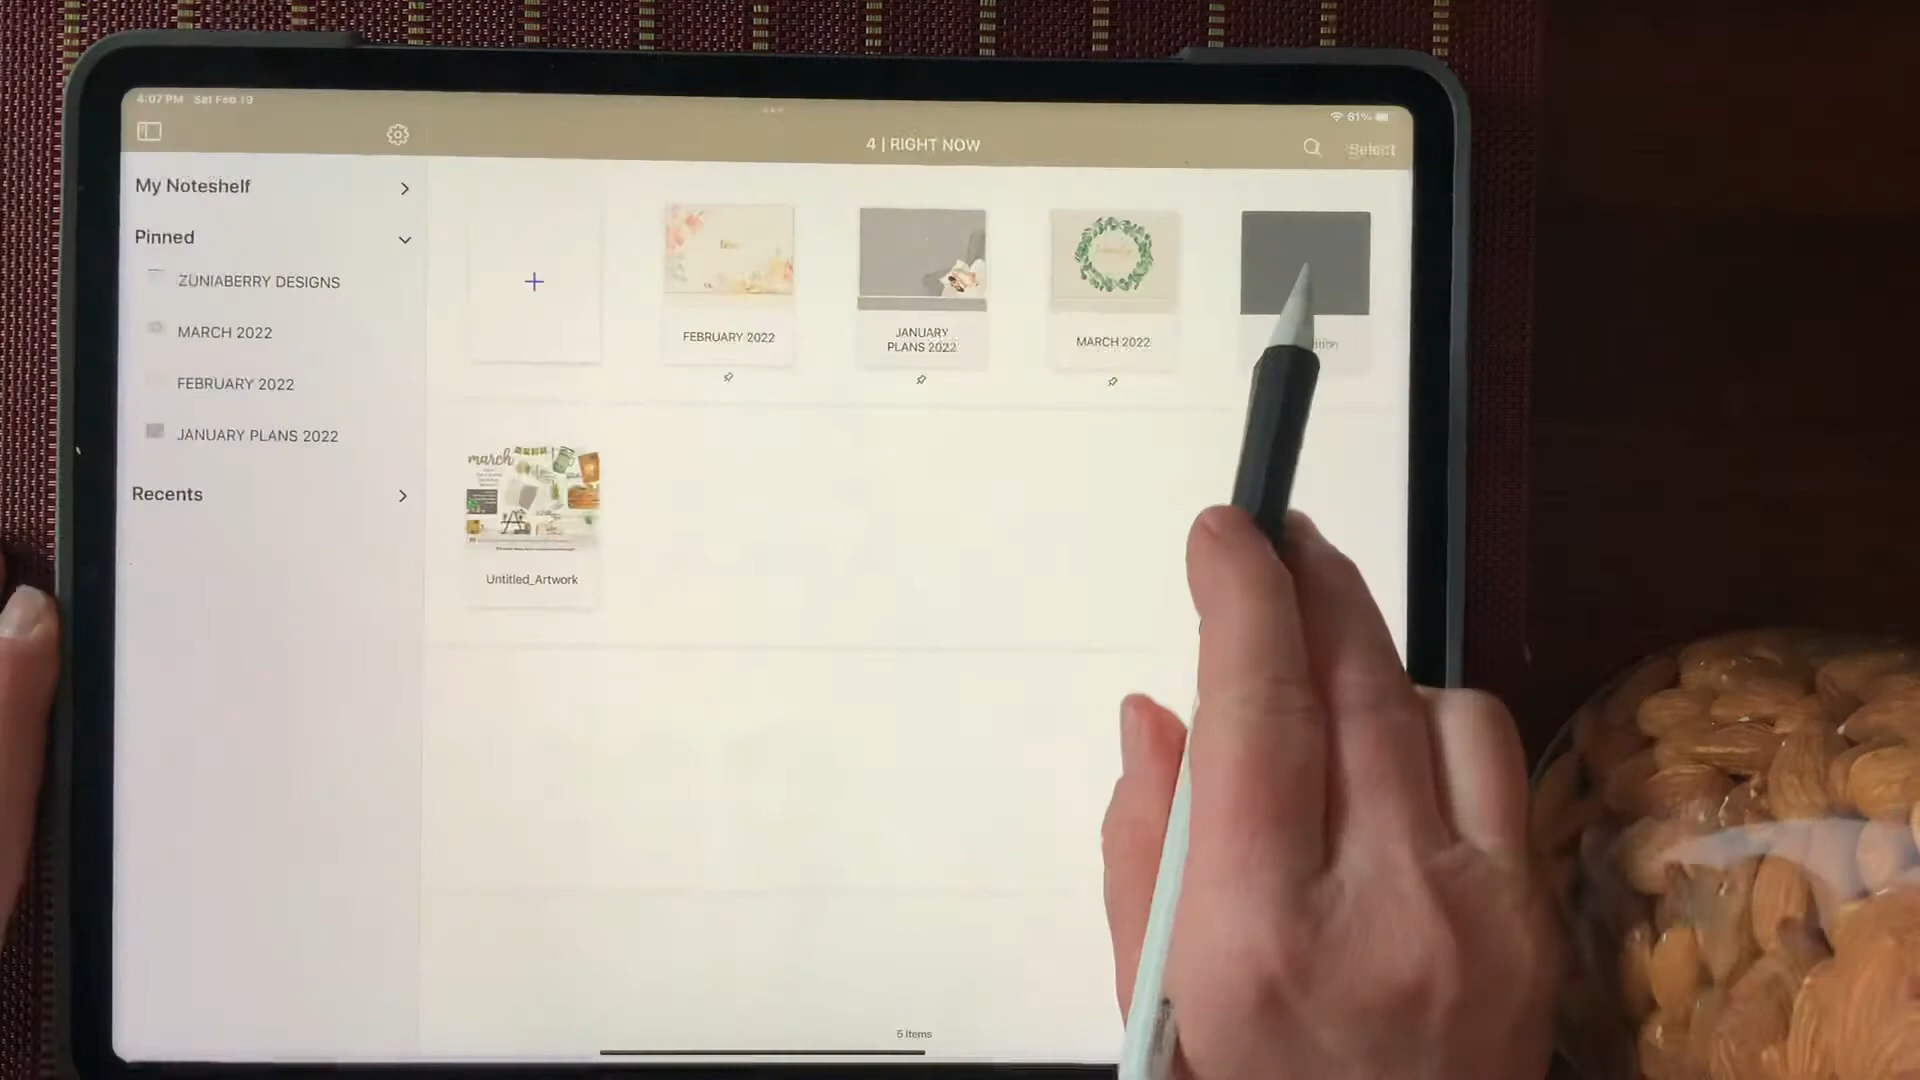 4:07 PM Sat Feb 19
61%
4 | RIGHT NOW
Select
My Noteshelf
Pinned
ZUNIABERRY DESIGNS
MARCH 2022
FEBRUARY 2022
JANUARY PLANS 2022
Recents
FEBRUARY 2022
JANUARY
PLANS 2022
MARCH 2022
march
Untitled_Artwork
5 items